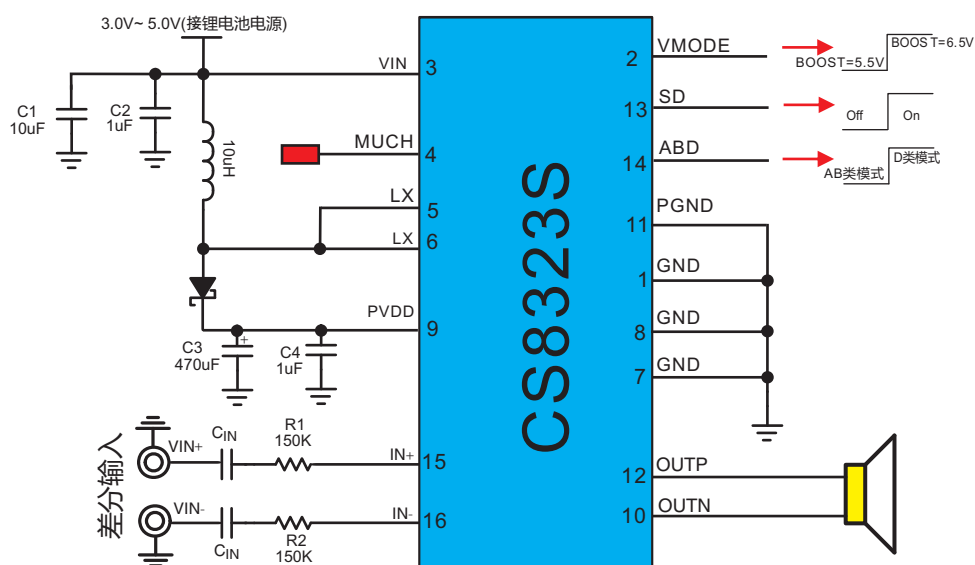 3.0V~ 5.0V(接锂电池电源)
C1
10uF
C2
1uF
10uH
VIN
3
MUCH
4
LX
5
LX
6
PVDD
9
C3
470uF
+
C4
1uF
差分输入
VIN+
CIN
R1
150K
IN+
15
VIN-
CIN
R2
150K
IN-
16
CS8323S
2
VMODE
BOOST=5.5V
BOOST=6.5V
13
SD
Off
On
14
ABD
AB类模式
D类模式
11
PGND
1
GND
8
GND
7
GND
12
OUTP
10
OUTN